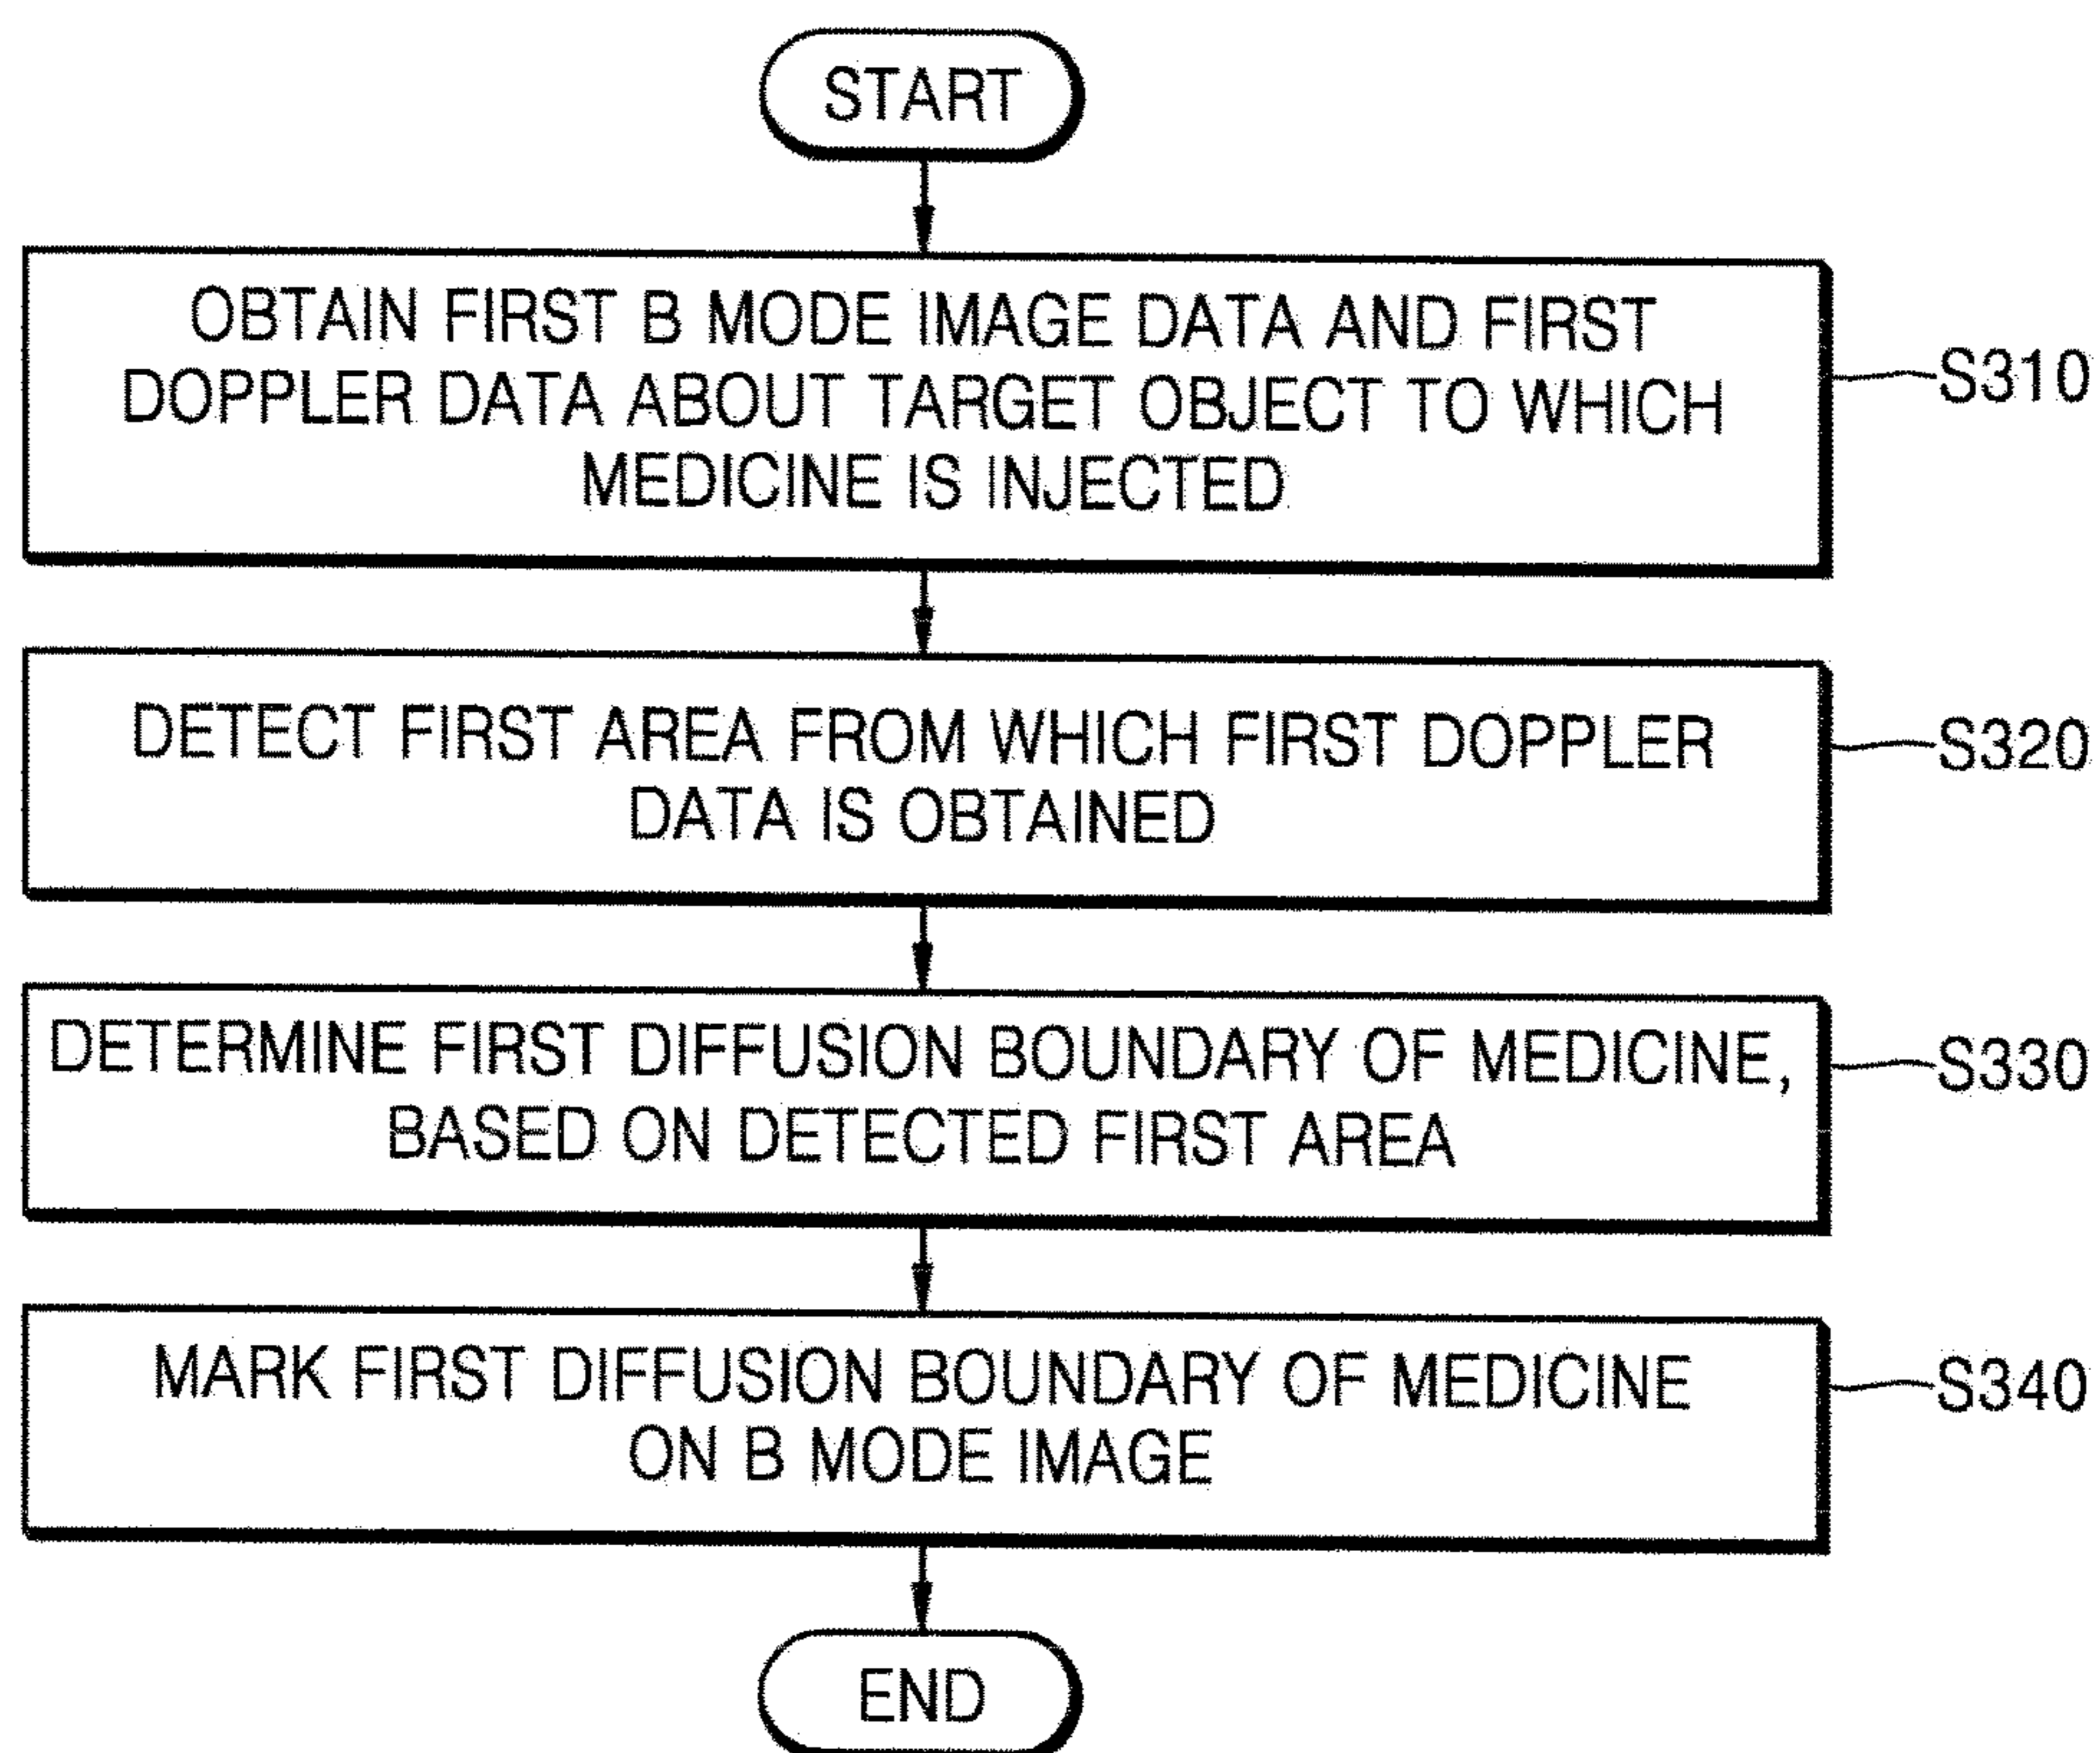 START
OBTAIN FIRST B MODE IMAGE DATA AND FIRST
DOPPLER DATA ABOUT TARGET OBJECT TO WHICH
MEDICINE IS INJECTED
S310
DETECT FIRST AREA FROM WHICH FIRST DOPPLER
DATA IS OBTAINED
S320
DETERMINE FIRST DIFFUSION BOUNDARY OF MEDICINE,
BASED ON DETECTED FIRST AREA
S330
MARK FIRST DIFFUSION BOUNDARY OF MEDICINE
ON B MODE IMAGE
S340
END